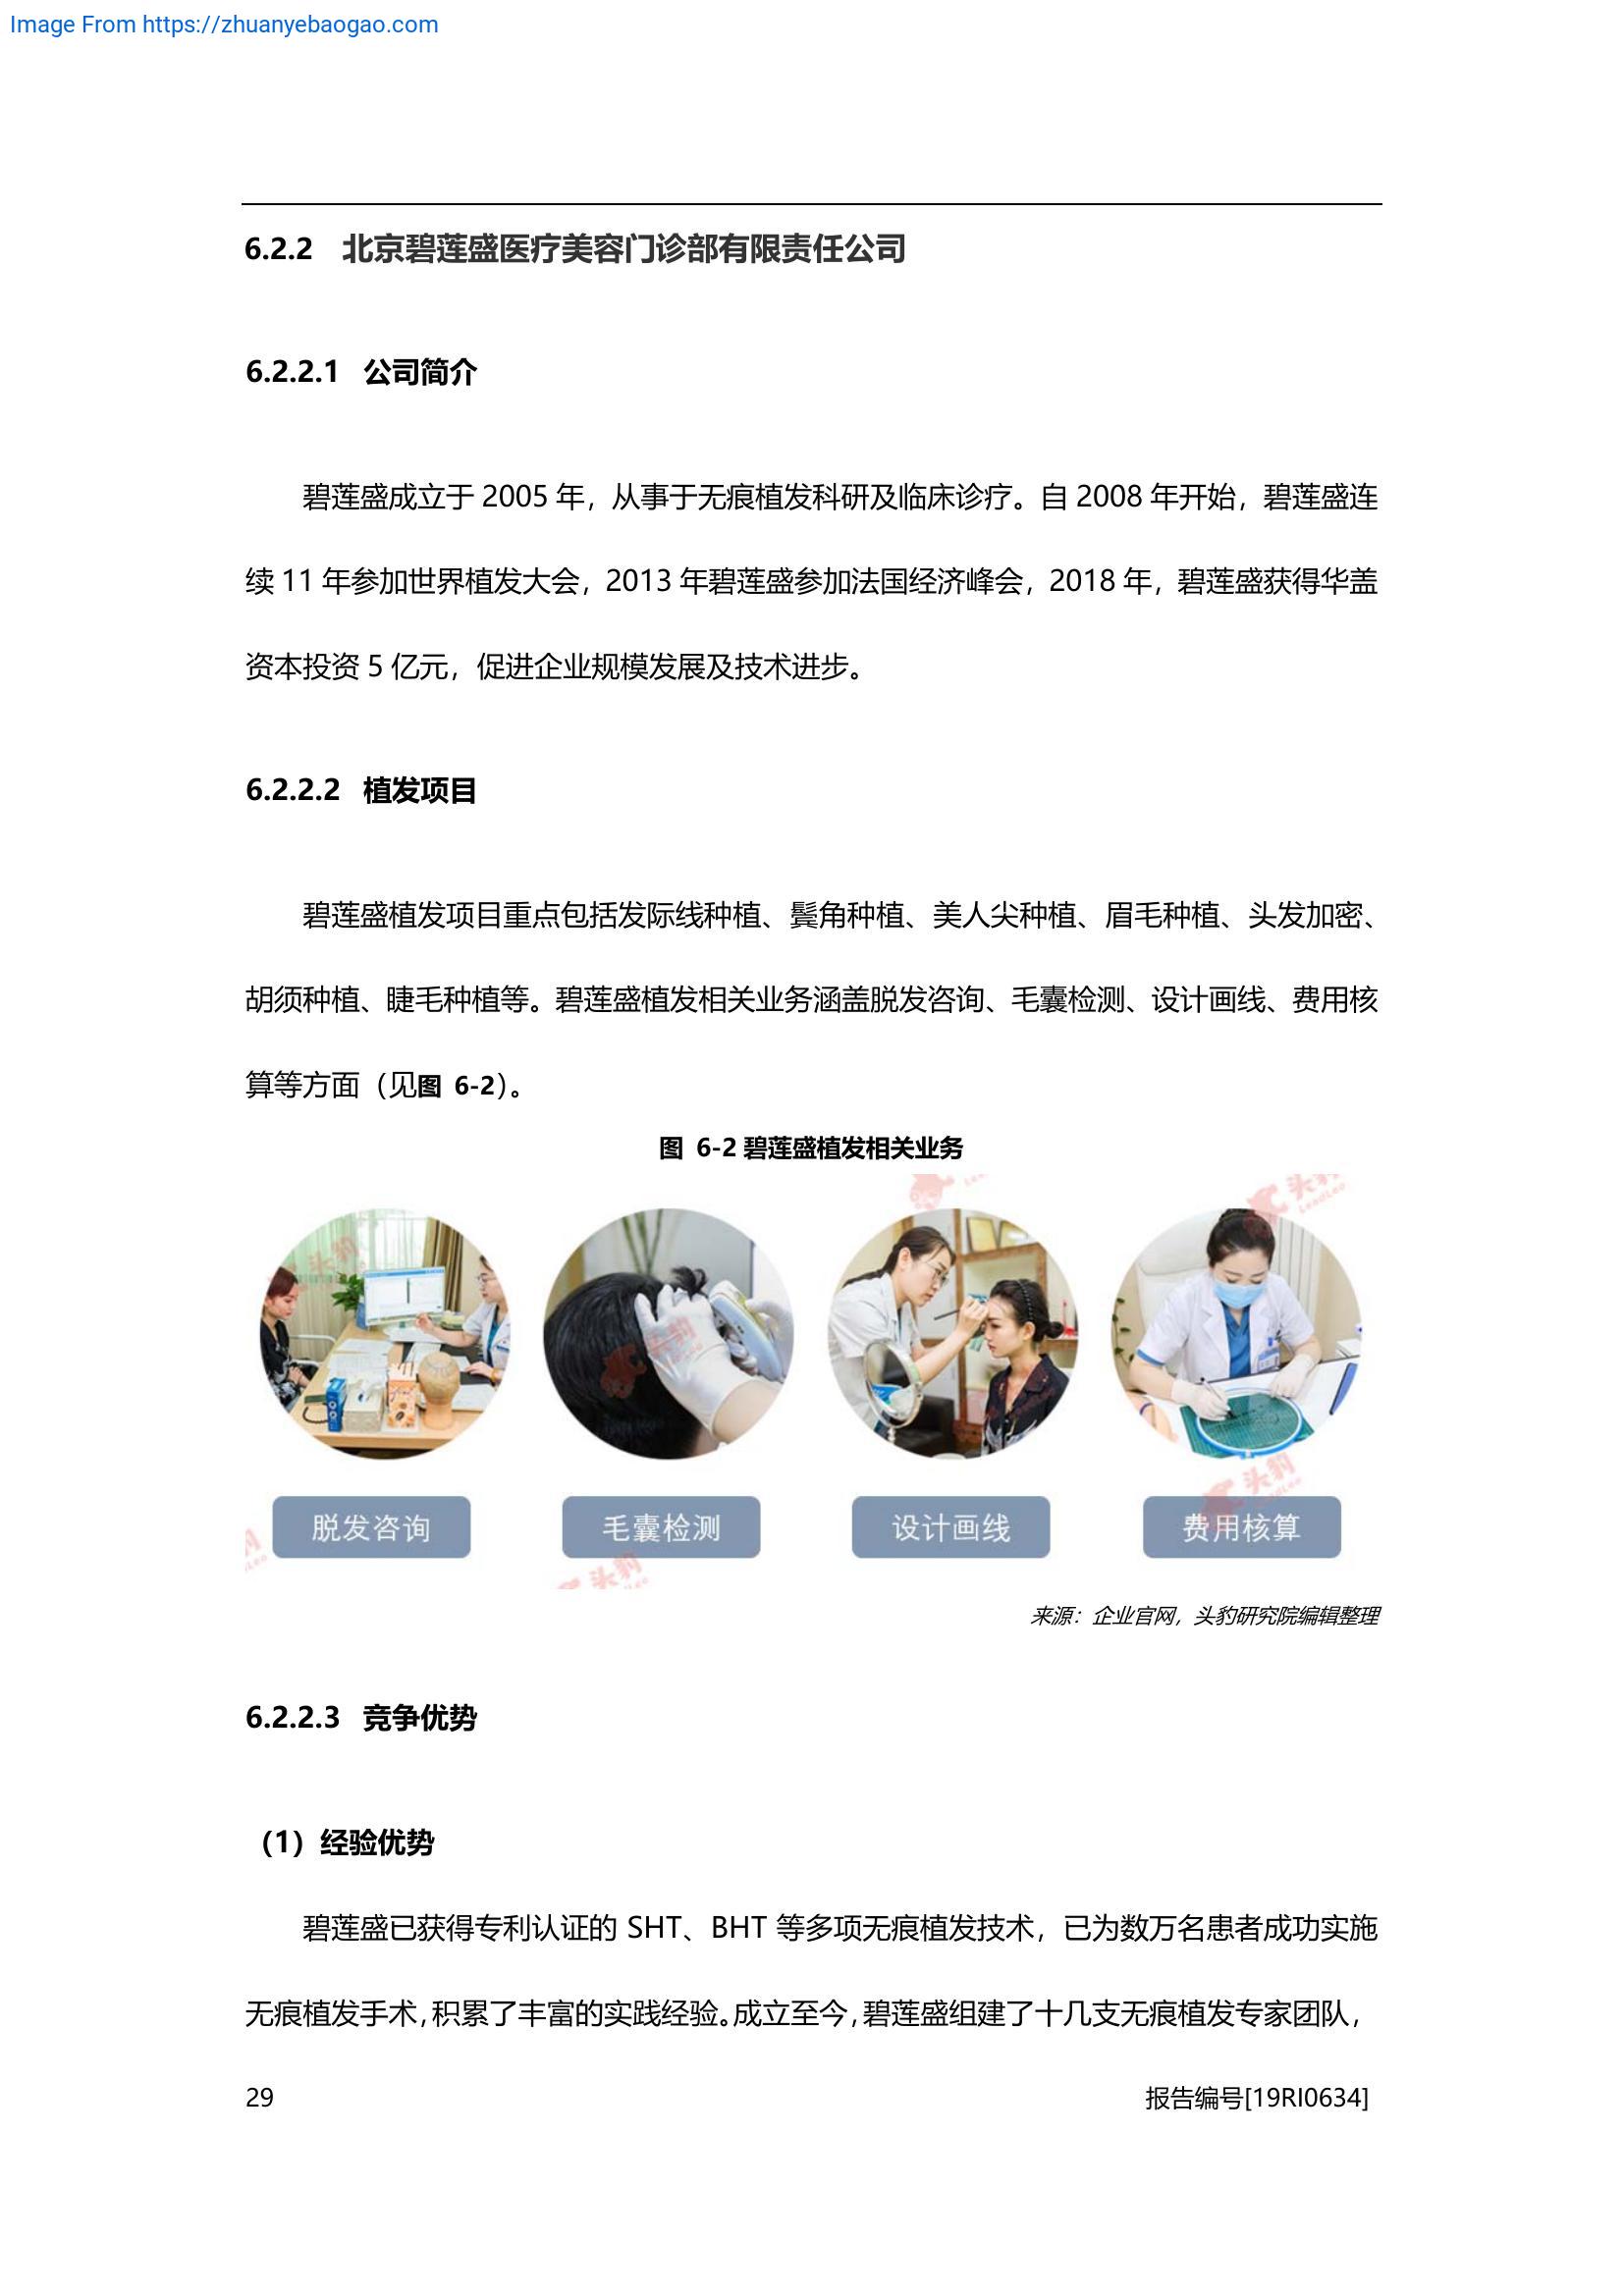 Image From https://zhuanyebaogao.com
6.2.2 北京碧莲盛医疗美容门诊部有限责任公司
6.2.2.1 公司简介
碧莲盛成立于 2005 年，从事于无痕植发科研及临床诊疗。自 2008 年开始，碧莲盛连
续 11 年参加世界植发大会，2013 年碧莲盛参加法国经济峰会，2018 年，碧莲盛获得华盖
资本投资 5 亿元，促进企业规模发展及技术进步。
6.2.2.2 植发项目
碧莲盛植发项目重点包括发际线种植、鬓角种植、美人尖种植、眉毛种植、头发加密、
胡须种植、睫毛种植等。碧莲盛植发相关业务涵盖脱发咨询、毛囊检测、设计画线、费用核
算等方面（见图 6-2）。
图 6-2 碧莲盛植发相关业务
头豹
LeadLeo
脱发咨询
毛囊检测
设计画线
费用核算
来源：企业官网，头豹研究院编辑整理
6.2.2.3 竞争优势
（1）经验优势
碧莲盛已获得专利认证的 SHT、BHT 等多项无痕植发技术，已为数万名患者成功实施
无痕植发手术，积累了丰富的实践经验。成立至今，碧莲盛组建了十几支无痕植发专家团队，
29
报告编号[19RI0634]